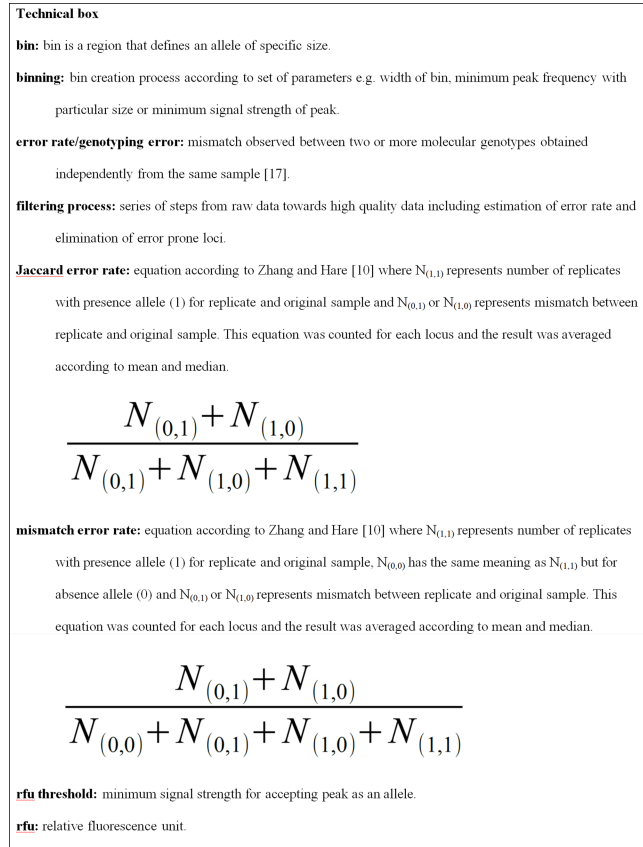 Technical box
bin: bin is a region that defines an allele of specific size.
binning: bin creation process according to set of parameters e.g. width of bin, minimum peak frequency with
particular size or minimum signal strength of peak.
error rate/genotyping error: mismatch observed between two or more molecular genotypes obtained
independently from the same sample [17].
filtering process: series of steps from raw data towards high quality data including estimation of error rate and
elimination of error prone loci.
Jaccard error rate: equation according to Zhang and Hare [10] where N(1,1) represents number of replicates
with presence allele (1) for replicate and original sample and N(0,1) or N(1,0) represents mismatch between
replicate and original sample. This equation was counted for each locus and the result was averaged
according to mean and median.
N(0,1)+N(1,0)
N(0,1)+N(1,0)+N(1,1)
mismatch error rate: equation according to Zhang and Hare [10] where N(1,1) represents number of replicates
with presence allele (1) for replicate and original sample, N(0,0) has the same meaning as N(1,1) but for
absence allele (0) and N(0,1) or N(1,0) represents mismatch between replicate and original sample. This
equation was counted for each locus and the result was averaged according to mean and median.
N(0,1)+N(1,0)
N(0,0)+N(0,1)+N(1,0)+N(1,1)
rfu threshold: minimum signal strength for accepting peak as an allele.
rfu: relative fluorescence unit.